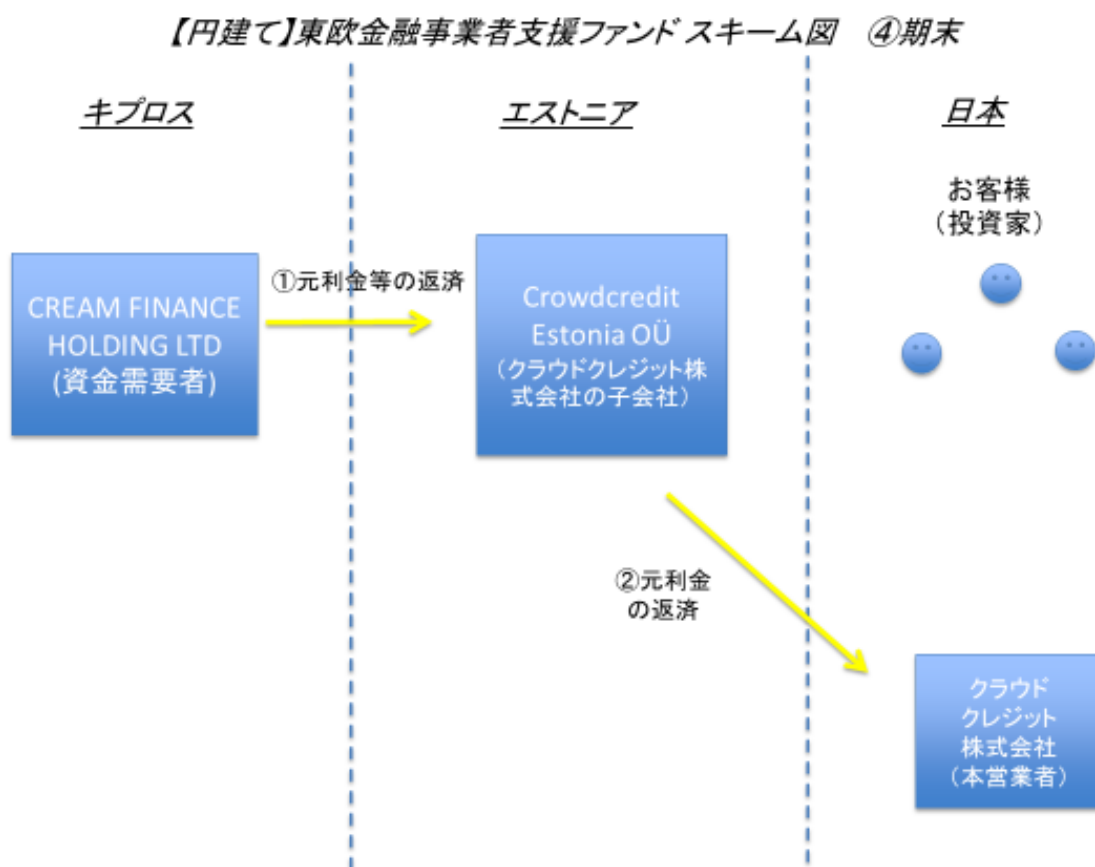 【円建て】東欧金融事業者支援ファンド スキーム図　④期末
キプロス
エストニア
日本
お客様
（投資家）
①元利金等の返済
CREAM FINANCE
HOLDING LTD
(資金需要者)
Crowdcredit
Estonia OÜ
（クラウドクレジット株
式会社の子会社）
②元利金
の返済
クラウド
クレジット
株式会社
（本営業者）